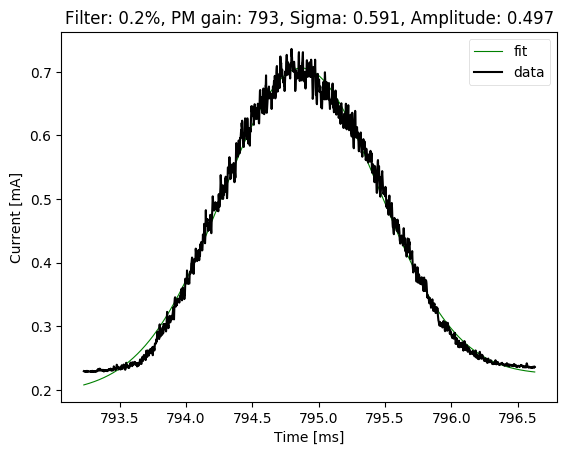 Filter: 0.2%, PM gain: 793, Sigma: 0.591, Amplitude: 0.497
fit
data
0.7
0.6
0.5
0.4
0.3
0.2
Current [mA]
793.5 794.0 794.5 795.0 795.5 796.0 796.5
Time [ms]